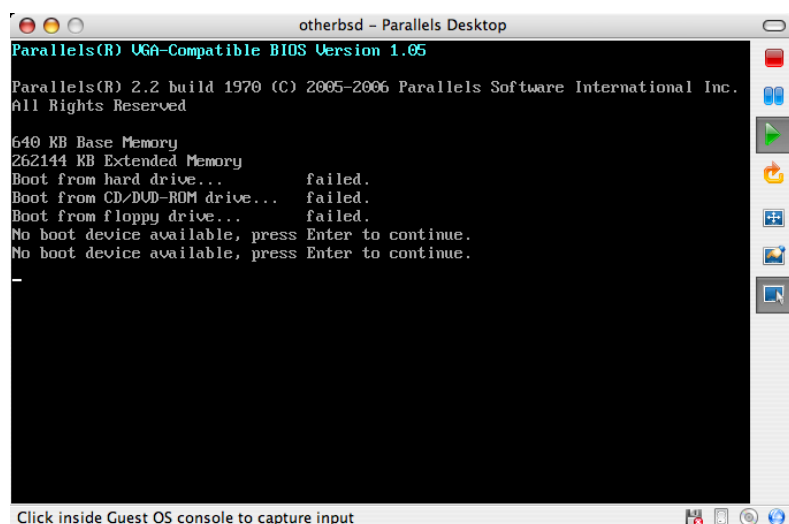 otherbsd – Parallels Desktop
Parallels(R) VGA-Compatible BIOS Version 1.05
Parallels(R) 2.2 build 1970 (C) 2005-2006 Parallels Software International Inc.
All Rights Reserved
640 KB Base Memory
262144 KB Extended Memory
Boot from hard drive... failed.
Boot from CD/DVD-ROM drive... failed.
Boot from floppy drive... failed.
No boot device available, press Enter to continue.
No boot device available, press Enter to continue.
Click inside Guest OS console to capture input